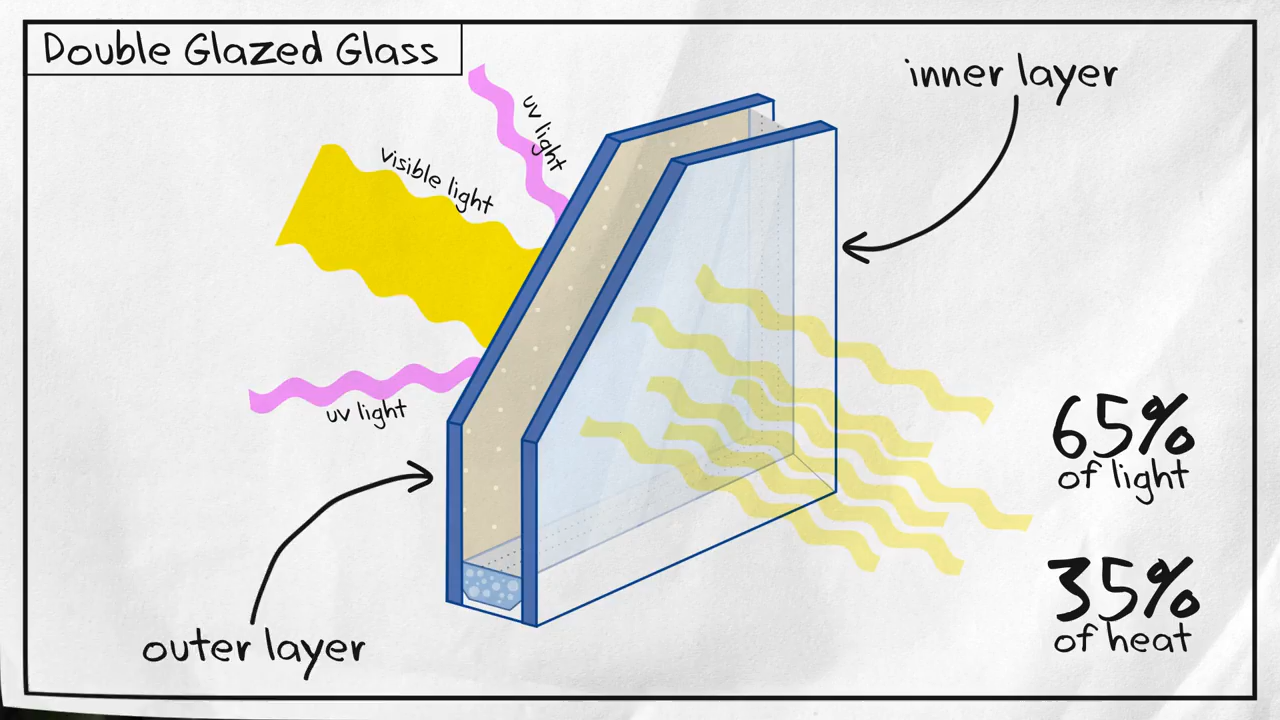 Double Glazed Glass
inner layer
uv light
visible light
uv light
65%
of light
35%
of heat
outer layer